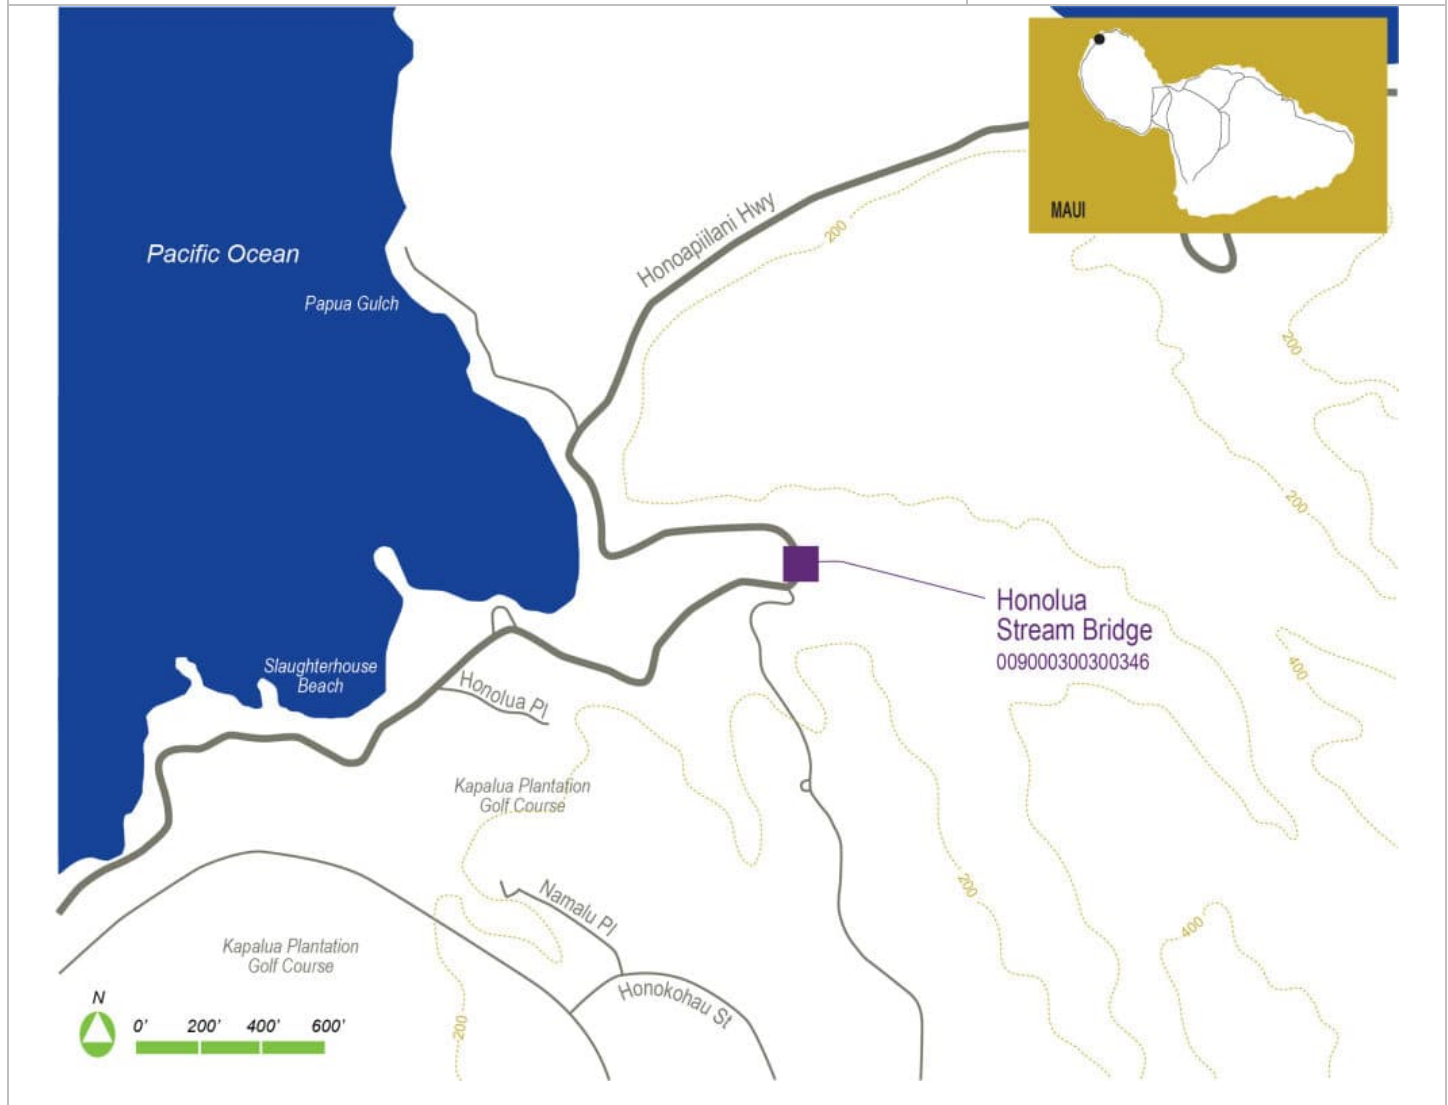 MAUI
Honoapiilani Hwy
200
Pacific Ocean
Papua Gulch
200
200
Honolua
Stream Bridge
009000300300346
400
Slaughterhouse
Beach
Honolua Pl
Kapalua Plantation
Golf Course
200
Namalu Pl
400
Kapalua Plantation
Golf Course
Honokohau St
200
N
0' 200' 400' 600'